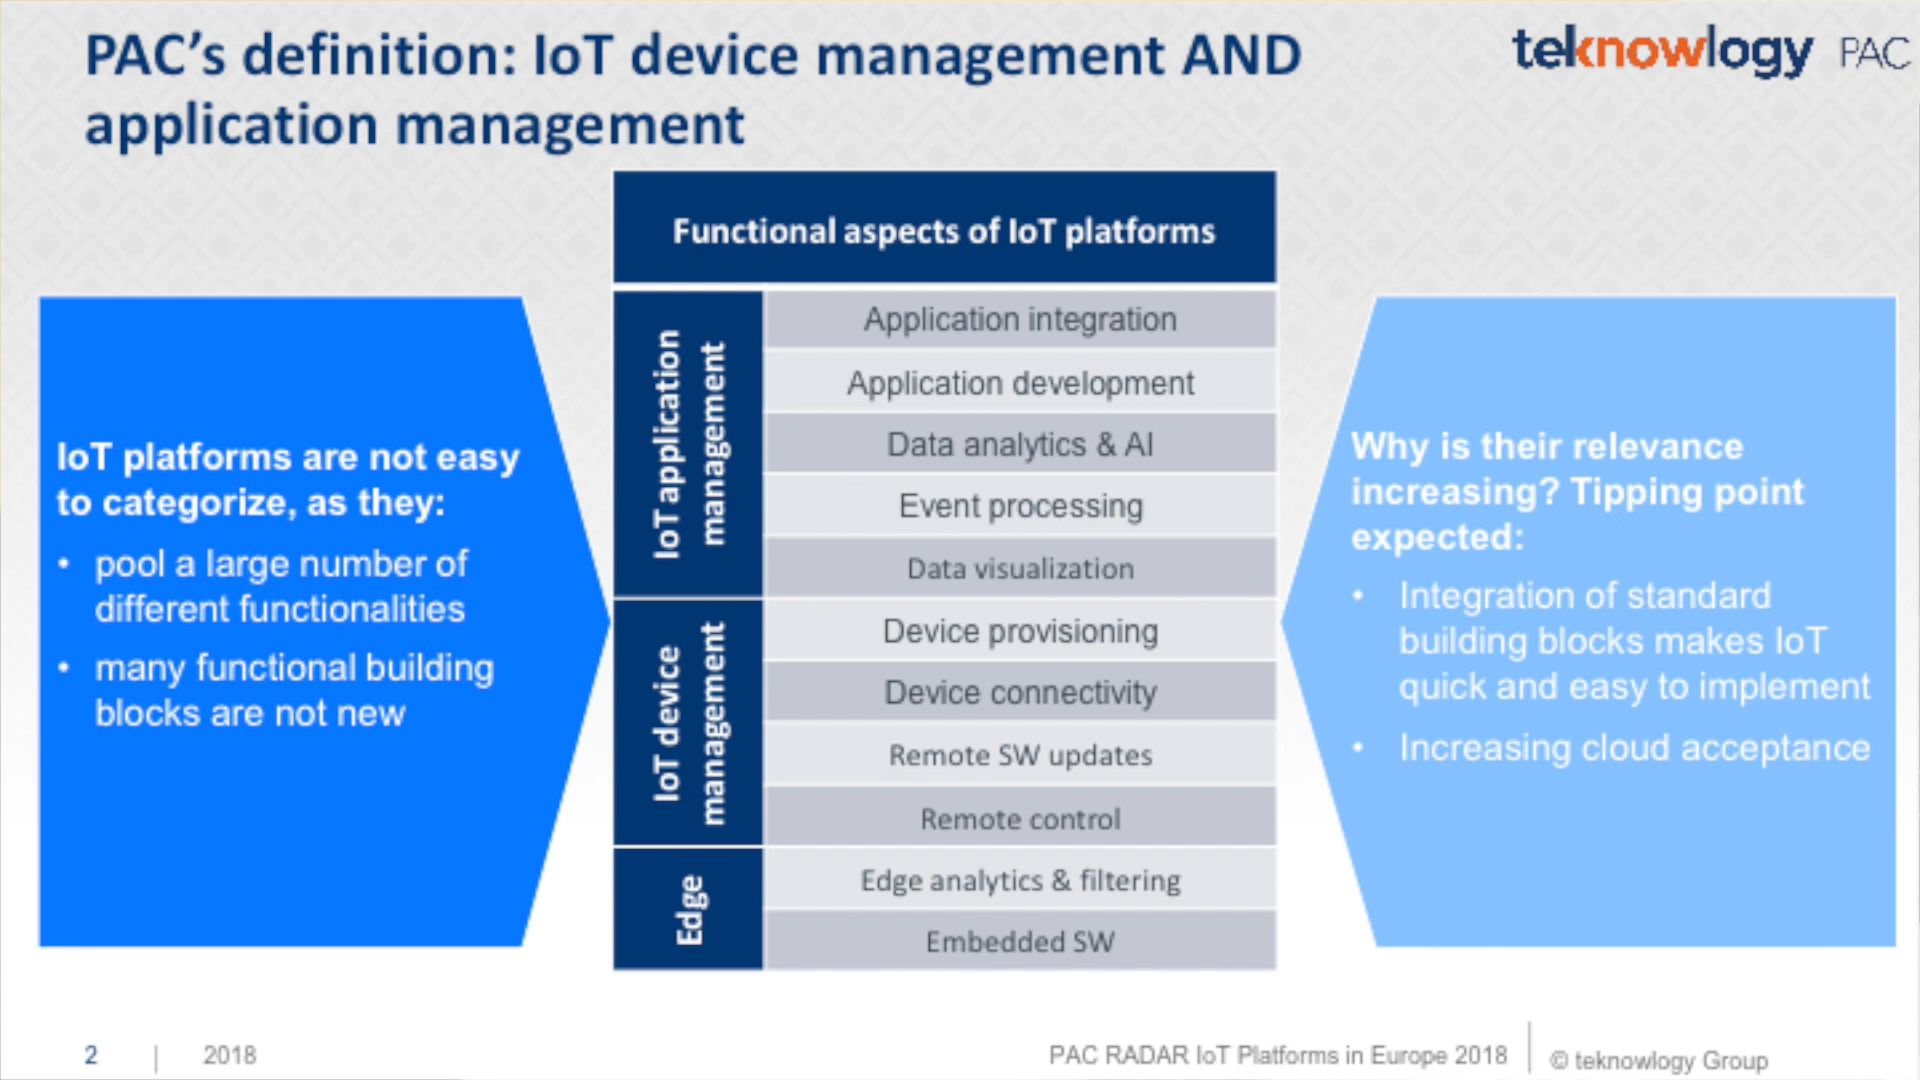 PAC's definition: IoT device management AND
application management
teknowlogy PAC
Functional aspects of IoT platforms
IoT platforms are not easy
to categorize, as they:
• pool a large number of
different functionalities
• many functional building
blocks are not new
IoT application
management
Application integration
Application development
Data analytics & AI
Event processing
Data visualization
IoT device
management
Device provisioning
Device connectivity
Remote SW updates
Remote control
Edge
Edge analytics & filtering
Embedded SW
Why is their relevance
increasing? Tipping point
expected:
• Integration of standard
building blocks makes IoT
quick and easy to implement
• Increasing cloud acceptance
2 | 2018
PAC RADAR IoT Platforms in Europe 2018
© teknowlogy Group